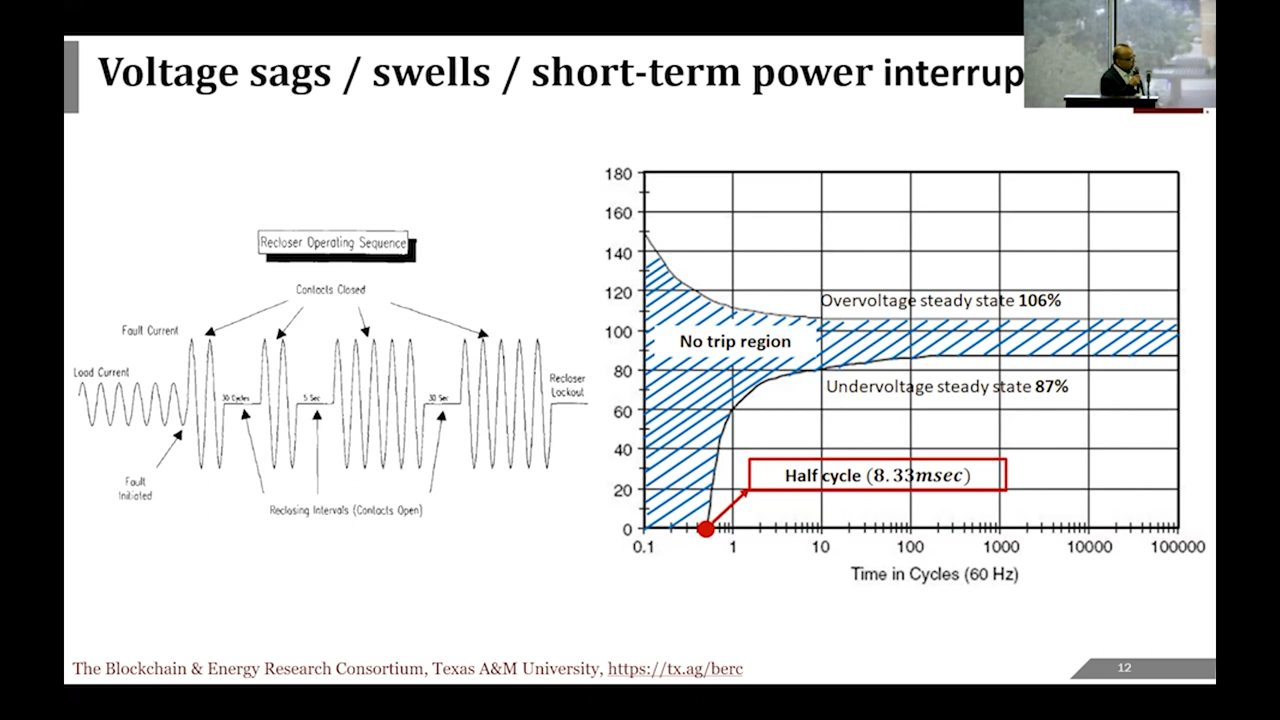 Voltage sags / swells / short-term power interrup
Recloser Operating Sequence
Contacts Closed
Fault Current
Load Current
30 Cycles
5 Sec
30 Sec
Recloser
Lockout
Fault
Initiated
Reclosing Intervals (Contacts Open)
180
160
140
120
100
80
60
40
20
0
Overvoltage steady state 106%
No trip region
Undervoltage steady state 87%
Half cycle (8.33msec)
0.1 1 10 100 1000 10000 100000
Time in Cycles (60 Hz)
The Blockchain & Energy Research Consortium, Texas A&M University, https://tx.ag/berc
12